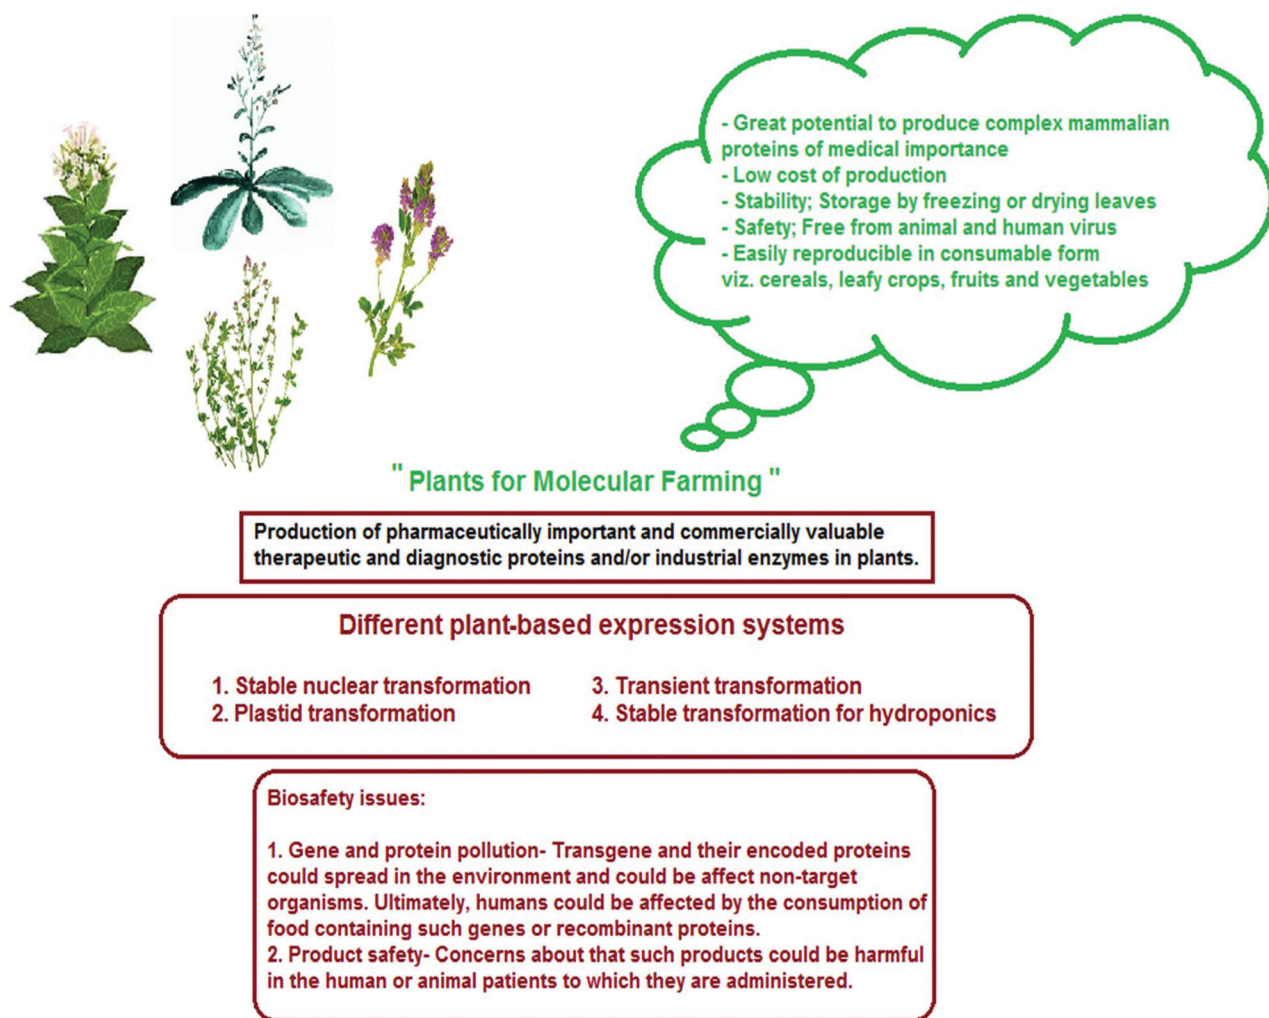 - Great potential to produce complex mammalian
proteins of medical importance
- Low cost of production
- Stability; Storage by freezing or drying leaves
- Safety; Free from animal and human virus
- Easily reproducible in consumable form
viz. cereals, leafy crops, fruits and vegetables
" Plants for Molecular Farming "
Production of pharmaceutically important and commercially valuable
therapeutic and diagnostic proteins and/or industrial enzymes in plants.
Different plant-based expression systems
1. Stable nuclear transformation
2. Plastid transformation
3. Transient transformation
4. Stable transformation for hydroponics
Biosafety issues:
1. Gene and protein pollution- Transgene and their encoded proteins
could spread in the environment and could be affect non-target
organisms. Ultimately, humans could be affected by the consumption of
food containing such genes or recombinant proteins.
2. Product safety- Concerns about that such products could be harmful
in the human or animal patients to which they are administered.